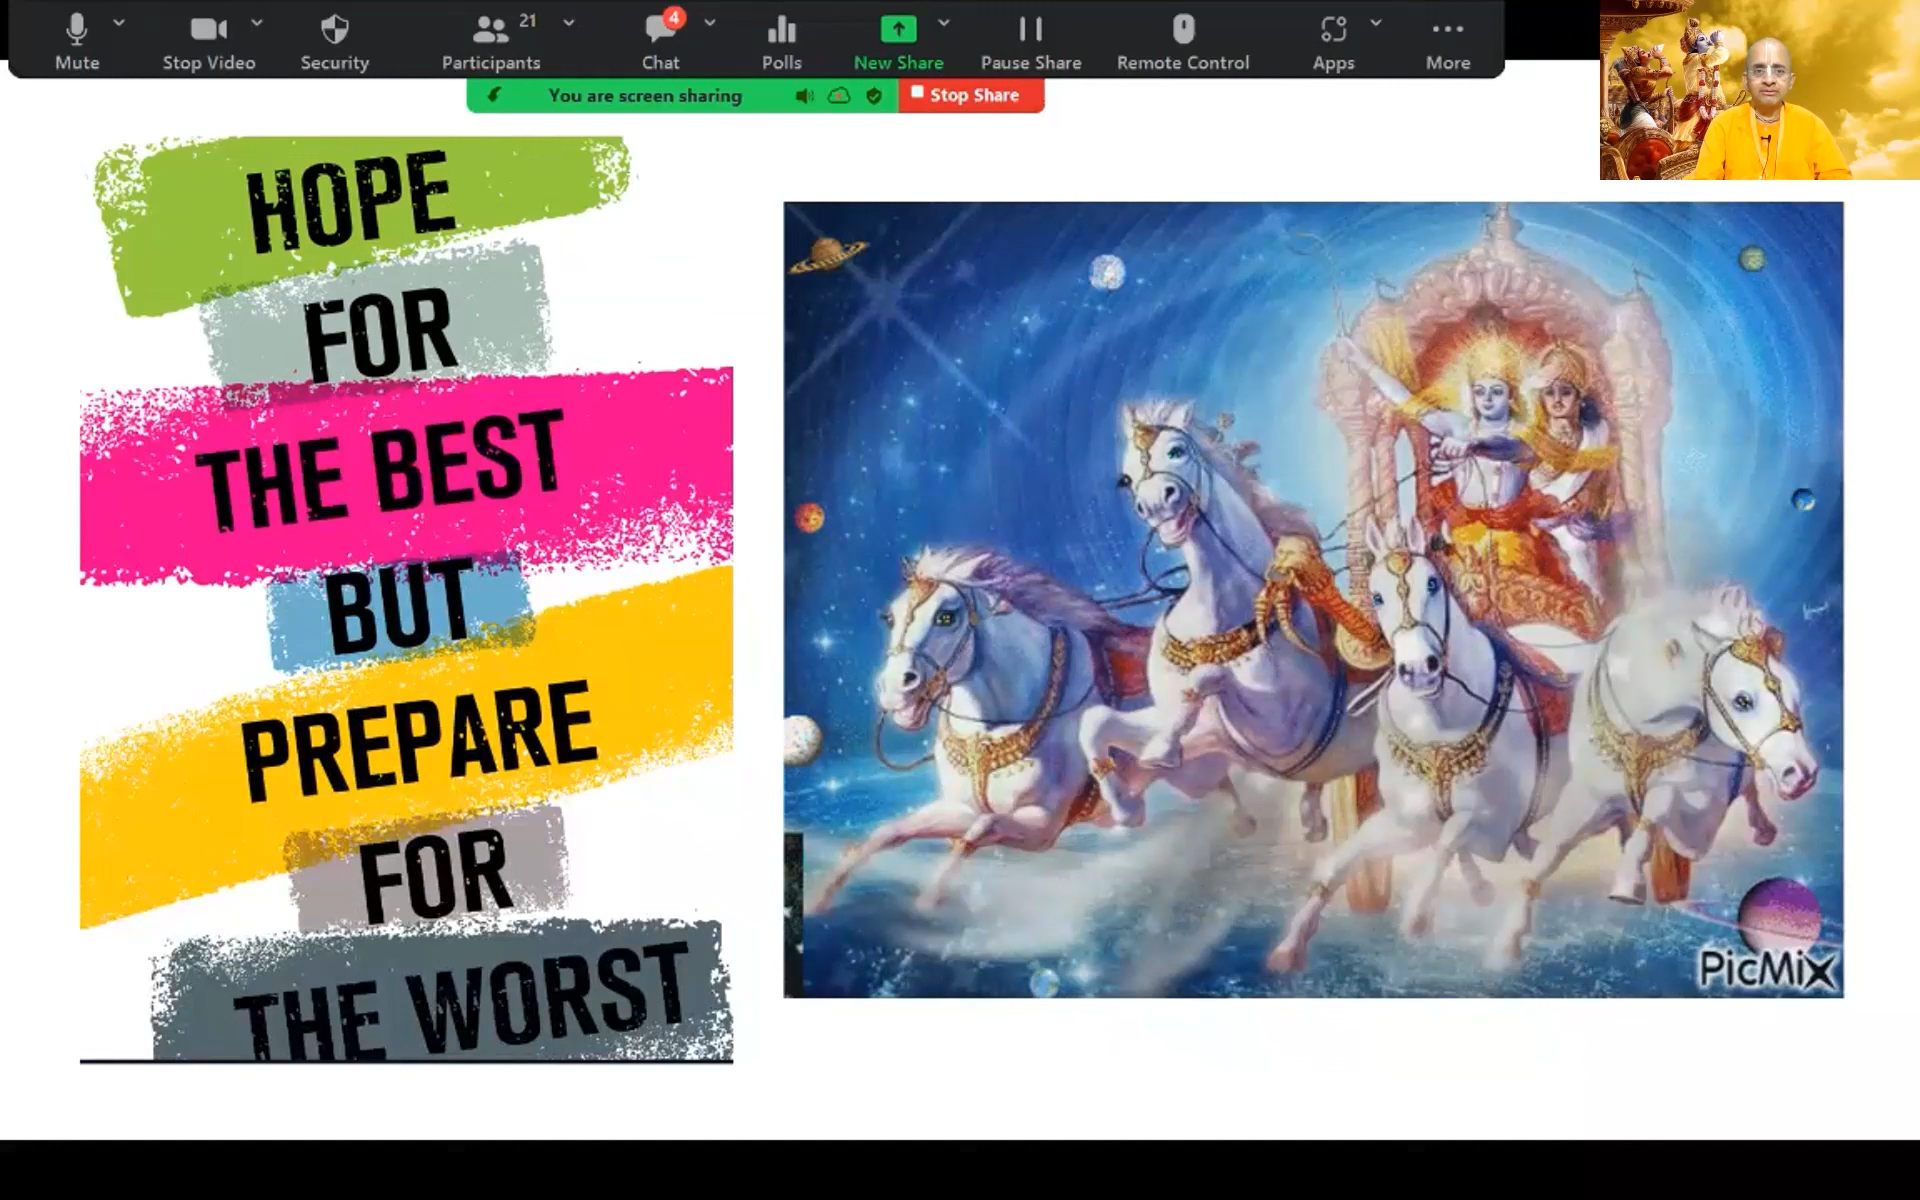 21
4
Mute
Stop Video
Security
Participants
Chat
Polls
New Share
Pause Share
Remote Control
Apps
More
You are screen sharing
Stop Share
HOPE
FOR
THE BEST
BUT
PREPARE
FOR
THE WORST
PicMix